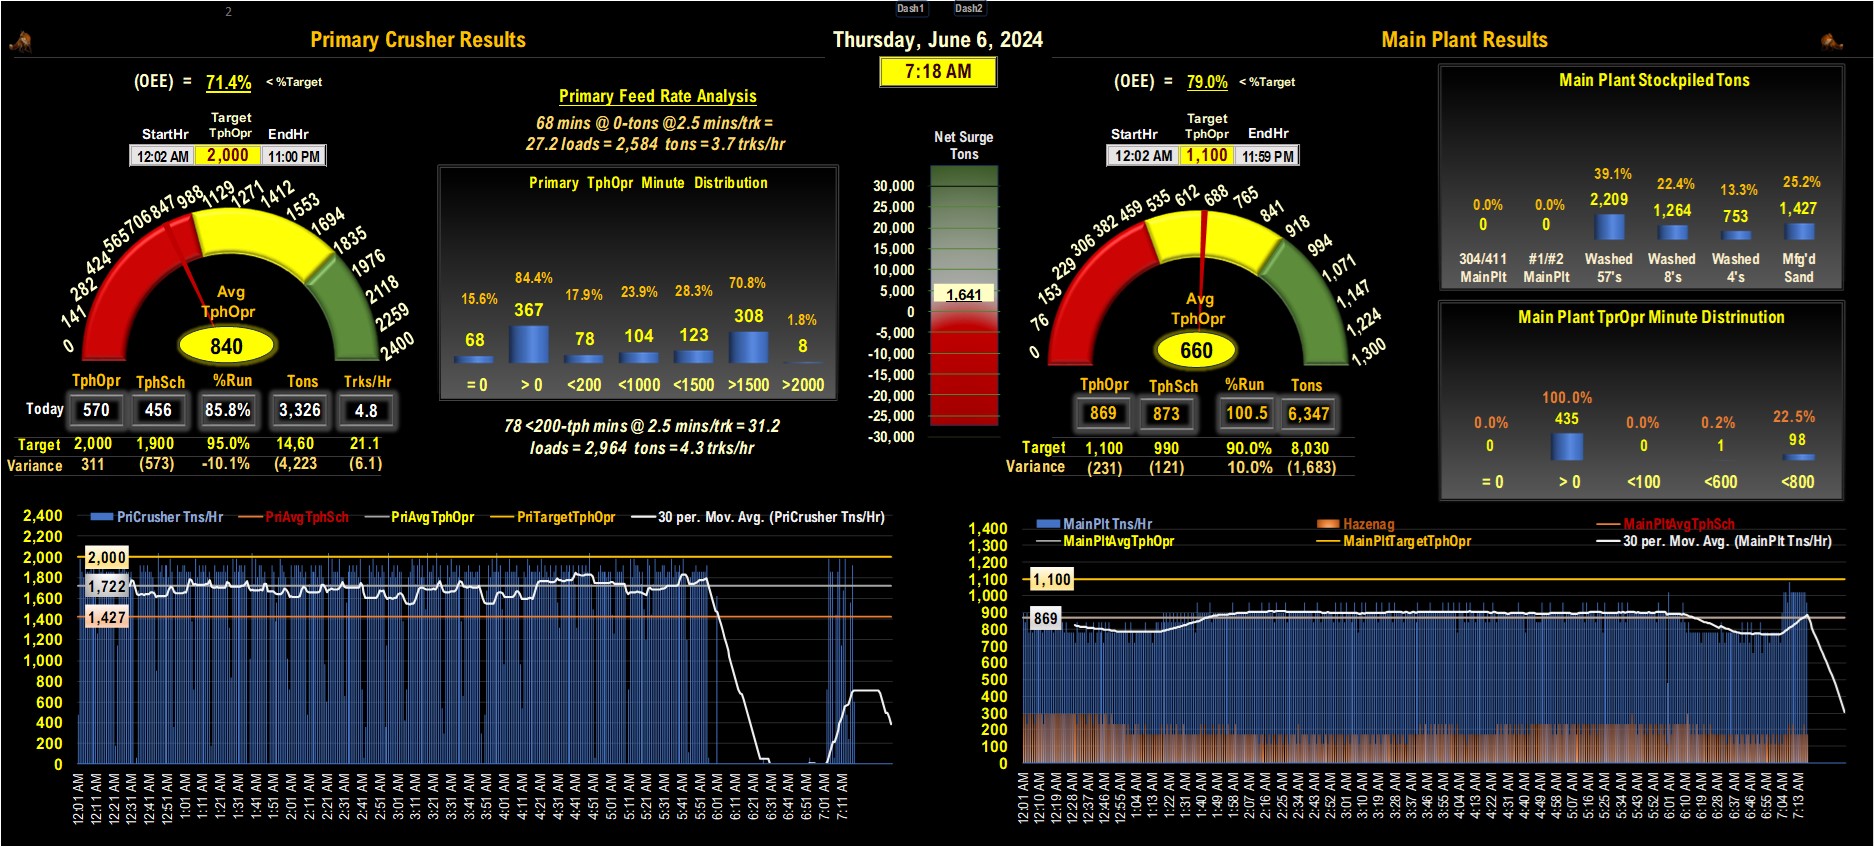 2
Dash1 Dash2
Primary Crusher Results
Thursday, June 6, 2024
Main Plant Results
7:18 AM
(OEE) = 71.4% < %Target
Target
StartHr TphOpr EndHr
12:02 AM 2,000 11:00 PM
0 141 282 424 565 706 847 988 1129 1271 1412 1553 1694 1835 1976 2118 2259 2400
Avg
TphOpr
840
TphOpr TphSch %Run Tons Trks/Hr
Today 570 456 85.8% 3,326 4.8
Target 2,000 1,900 95.0% 14,60 21.1
Variance 311 (573) -10.1% (4,223 (6.1)
Primary Feed Rate Analysis
68 mins @ 0-tons @2.5 mins/trk =
27.2 loads = 2,584 tons = 3.7 trks/hr
Primary TphOpr Minute Distribution
15.6% 84.4% 17.9% 23.9% 28.3% 70.8% 1.8%
68 367 78 104 123 308 8
= 0 > 0 <200 <1000 <1500 >1500 >2000
78 <200-tph mins @ 2.5 mins/trk = 31.2
loads = 2,964 tons = 4.3 trks/hr
Net Surge
Tons
30,000
25,000
20,000
15,000
10,000
5,000
1,641
0
-5,000
-10,000
-15,000
-20,000
-25,000
-30,000
(OEE) = 79.0% < %Target
Target
StartHr TphOpr EndHr
12:02 AM 1,100 11:59 PM
0 76 153 229 306 382 459 535 612 688 765 841 918 994 1,071 1,147 1,224 1,300
Avg
TphOpr
660
TphOpr TphSch %Run Tons
869 873 100.5 6,347
Target 1,100 990 90.0% 8,030
Variance (231) (121) 10.0% (1,683)
Main Plant Stockpiled Tons
0.0% 0.0% 39.1% 22.4% 13.3% 25.2%
0 0 2,209 1,264 753 1,427
304/411 #1/#2 Washed Washed Washed Mfg'd
MainPlt MainPlt 57's 8's 4's Sand
Main Plant TprOpr Minute Distrinution
0.0% 100.0% 0.0% 0.2% 22.5%
0 435 0 1 98
= 0 > 0 <100 <600 <800
PriCrusher Tns/Hr PriAvgTphSch PriAvgTphOpr PriTargetTphOpr 30 per. Mov. Avg. (PriCrusher Tns/Hr)
2,400
2,200
2,000
1,800
1,600
1,400
1,200
1,000
800
600
400
200
0
2,000
1,722
1,427
12:01 AM 12:11 AM 12:21 AM 12:31 AM 12:41 AM 12:51 AM 1:01 AM 1:11 AM 1:21 AM 1:31 AM 1:41 AM 1:51 AM 2:01 AM 2:11 AM 2:21 AM 2:31 AM 2:41 AM 2:51 AM 3:01 AM 3:11 AM 3:21 AM 3:31 AM 3:41 AM 3:51 AM 4:01 AM 4:11 AM 4:21 AM 4:31 AM 4:41 AM 4:51 AM 5:01 AM 5:11 AM 5:21 AM 5:31 AM 5:41 AM 5:51 AM 6:01 AM 6:11 AM 6:21 AM 6:31 AM 6:41 AM 6:51 AM 7:01 AM 7:11 AM
MainPlt Tns/Hr Hazenag MainPltAvgTphSch
MainPltAvgTphOpr MainPltTargetTphOpr 30 per. Mov. Avg. (MainPlt Tns/Hr)
1,400
1,300
1,200
1,100
1,000
900
800
700
600
500
400
300
200
100
0
1,100
869
12:01 AM 12:10 AM 12:19 AM 12:28 AM 12:37 AM 12:46 AM 12:55 AM 1:04 AM 1:13 AM 1:22 AM 1:31 AM 1:40 AM 1:49 AM 1:58 AM 2:07 AM 2:16 AM 2:25 AM 2:34 AM 2:43 AM 2:52 AM 3:01 AM 3:10 AM 3:19 AM 3:28 AM 3:37 AM 3:46 AM 3:55 AM 4:04 AM 4:13 AM 4:22 AM 4:31 AM 4:40 AM 4:49 AM 4:58 AM 5:07 AM 5:16 AM 5:25 AM 5:34 AM 5:43 AM 5:52 AM 6:01 AM 6:10 AM 6:19 AM 6:28 AM 6:37 AM 6:46 AM 6:55 AM 7:04 AM 7:13 AM